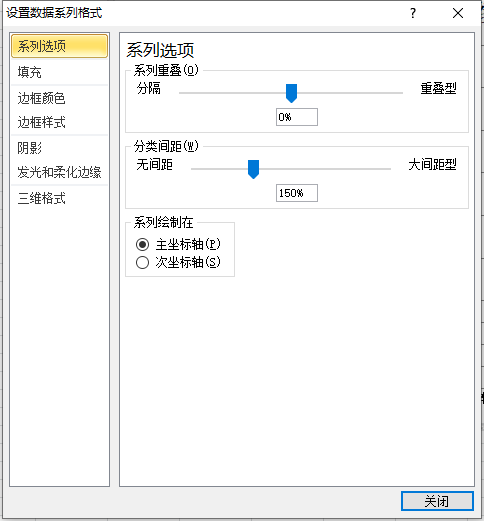 设置数据系列格式
?
系列选项
填充
边框颜色
边框样式
阴影
发光和柔化边缘
三维格式
系列选项
系列重叠(O)
分隔
重叠型
0%
分类间距(W)
无间距
大间距型
150%
系列绘制在
主坐标轴(P)
次坐标轴(S)
关闭